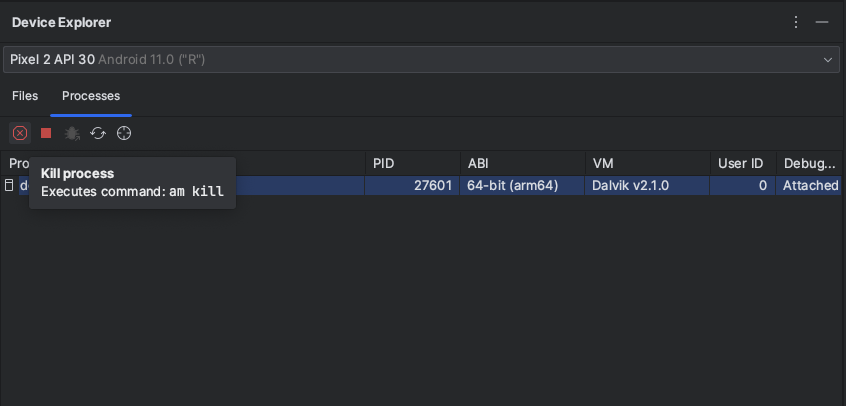 Device Explorer
Pixel 2 API 30 Android 11.0 ("R")
Files Processes
PID ABI VM User ID Debug...
Kill process
27601 64-bit (arm64) Dalvik v2.1.0 0 Attached
Executes command: am kill